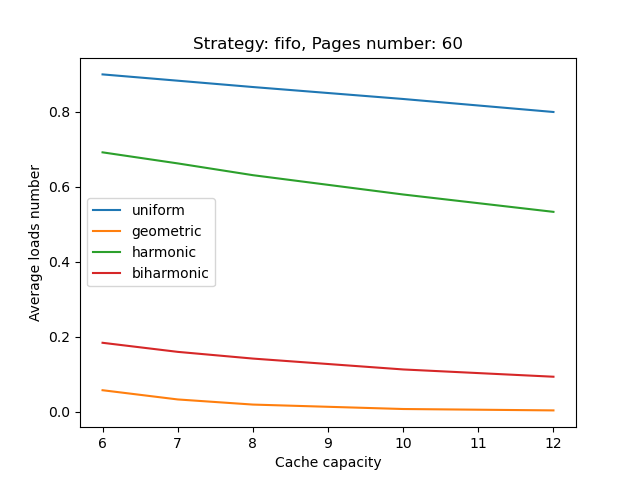 Strategy: fifo, Pages number: 60
Average loads number
0.8
0.6
0.4
0.2
0.0
uniform
geometric
harmonic
biharmonic
6 7 8 9 10 11 12
Cache capacity